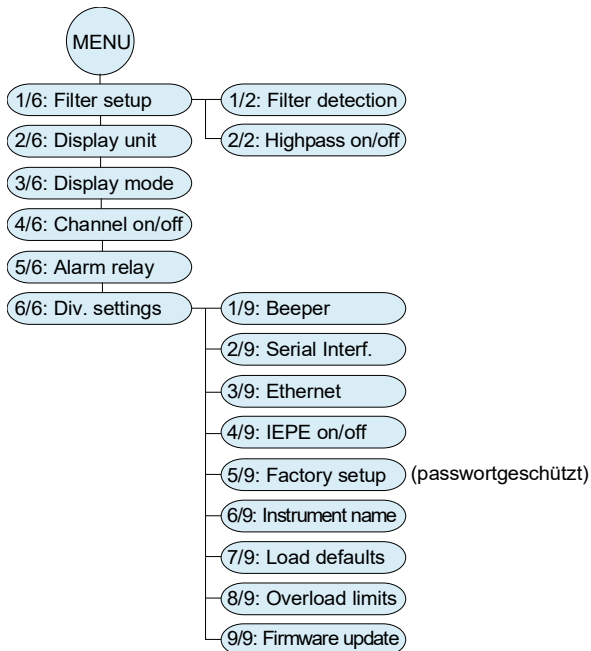 MENU
1/6: Filter setup
1/2: Filter detection
2/6: Display unit
2/2: Highpass on/off
3/6: Display mode
4/6: Channel on/off
5/6: Alarm relay
6/6: Div. settings
1/9: Beeper
2/9: Serial Interf.
3/9: Ethernet
4/9: IEPE on/off
5/9: Factory setup (passwortgeschützt)
6/9: Instrument name
7/9: Load defaults
8/9: Overload limits
9/9: Firmware update